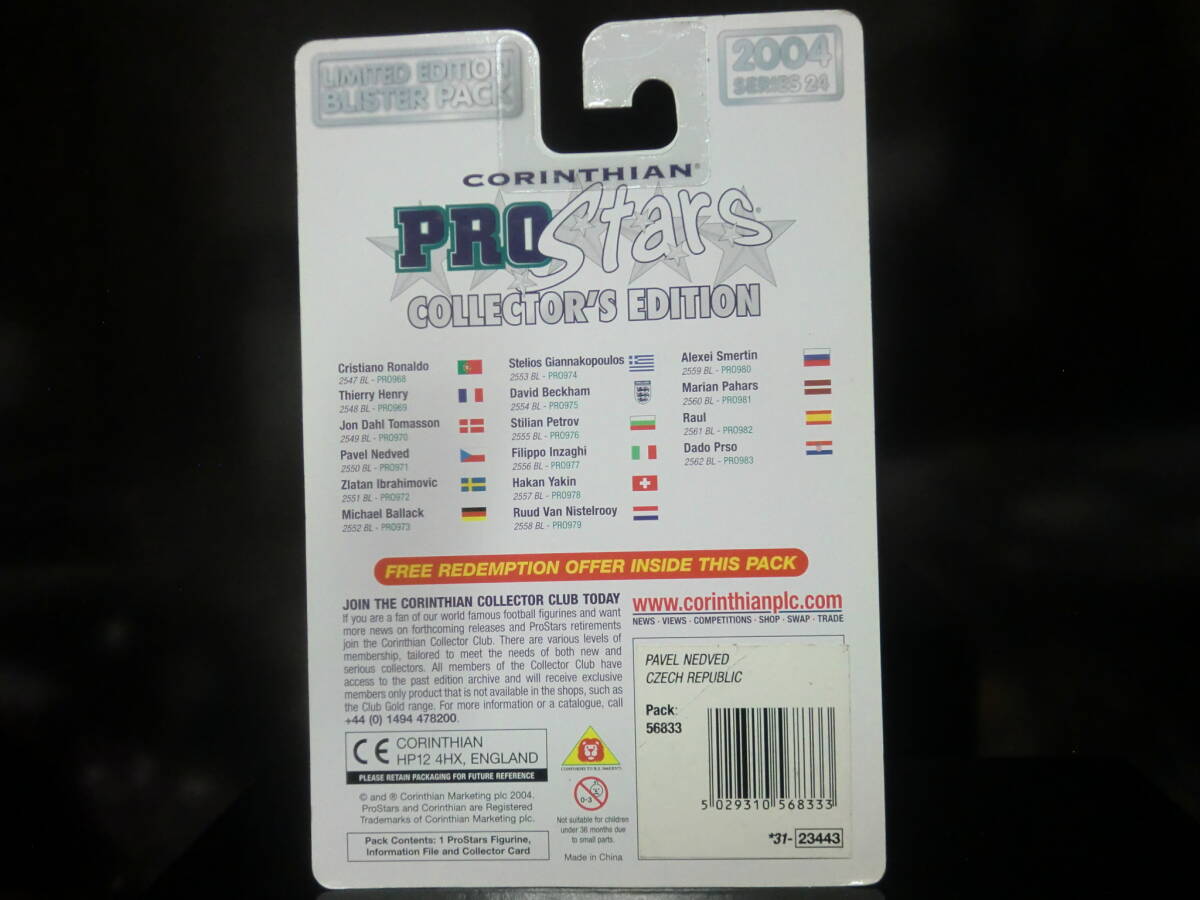 LIMITED EDITION
BLISTER PACK
2004
SERIES 24
CORINTHIAN®
PROStars®
COLLECTOR'S EDITION
Cristiano Ronaldo
2547 BL - PRO968
Thierry Henry
2548 BL - PRO969
Jon Dahl Tomasson
2549 BL - PRO970
Pavel Nedved
2550 BL - PRO971
Zlatan Ibrahimovic
2551 BL - PRO972
Michael Ballack
2552 BL - PRO973
Stelios Giannakopoulos
2553 BL - PRO974
David Beckham
2554 BL - PRO975
Stilian Petrov
2555 BL - PRO976
Filippo Inzaghi
2556 BL - PRO977
Hakan Yakin
2557 BL - PRO978
Ruud Van Nistelrooy
2558 BL - PRO979
Alexei Smertin
2559 BL - PRO980
Marian Pahars
2560 BL - PRO981
Raul
2561 BL - PRO982
Dado Prso
2562 BL - PRO983
FREE REDEMPTION OFFER INSIDE THIS PACK
JOIN THE CORINTHIAN COLLECTOR CLUB TODAY
If you are a fan of our world famous football figurines and want
more news on forthcoming releases and ProStars retirements
join the Corinthian Collector Club. There are various levels of
membership, tailored to meet the needs of both new and
serious collectors. All members of the Collector Club have
access to the past edition archive and will receive exclusive
members only product that is not available in the shops, such as
the Club Gold range. For more information or a catalogue, call
+44 (0) 1494 478200.
CE CORINTHIAN
HP12 4HX, ENGLAND
PLEASE RETAIN PACKAGING FOR FUTURE REFERENCE
© and ® Corinthian Marketing plc 2004.
ProStars and Corinthian are Registered
Trademarks of Corinthian Marketing plc.
Pack Contents: 1 ProStars Figurine,
Information File and Collector Card
0-3
Not suitable for children
under 36 months due
to small parts.
Made in China
www.corinthianplc.com
NEWS · VIEWS · COMPETITIONS · SHOP · SWAP · TRADE
PAVEL NEDVED
CZECH REPUBLIC
Pack:
56833
5 029310 568333
*31- 23443